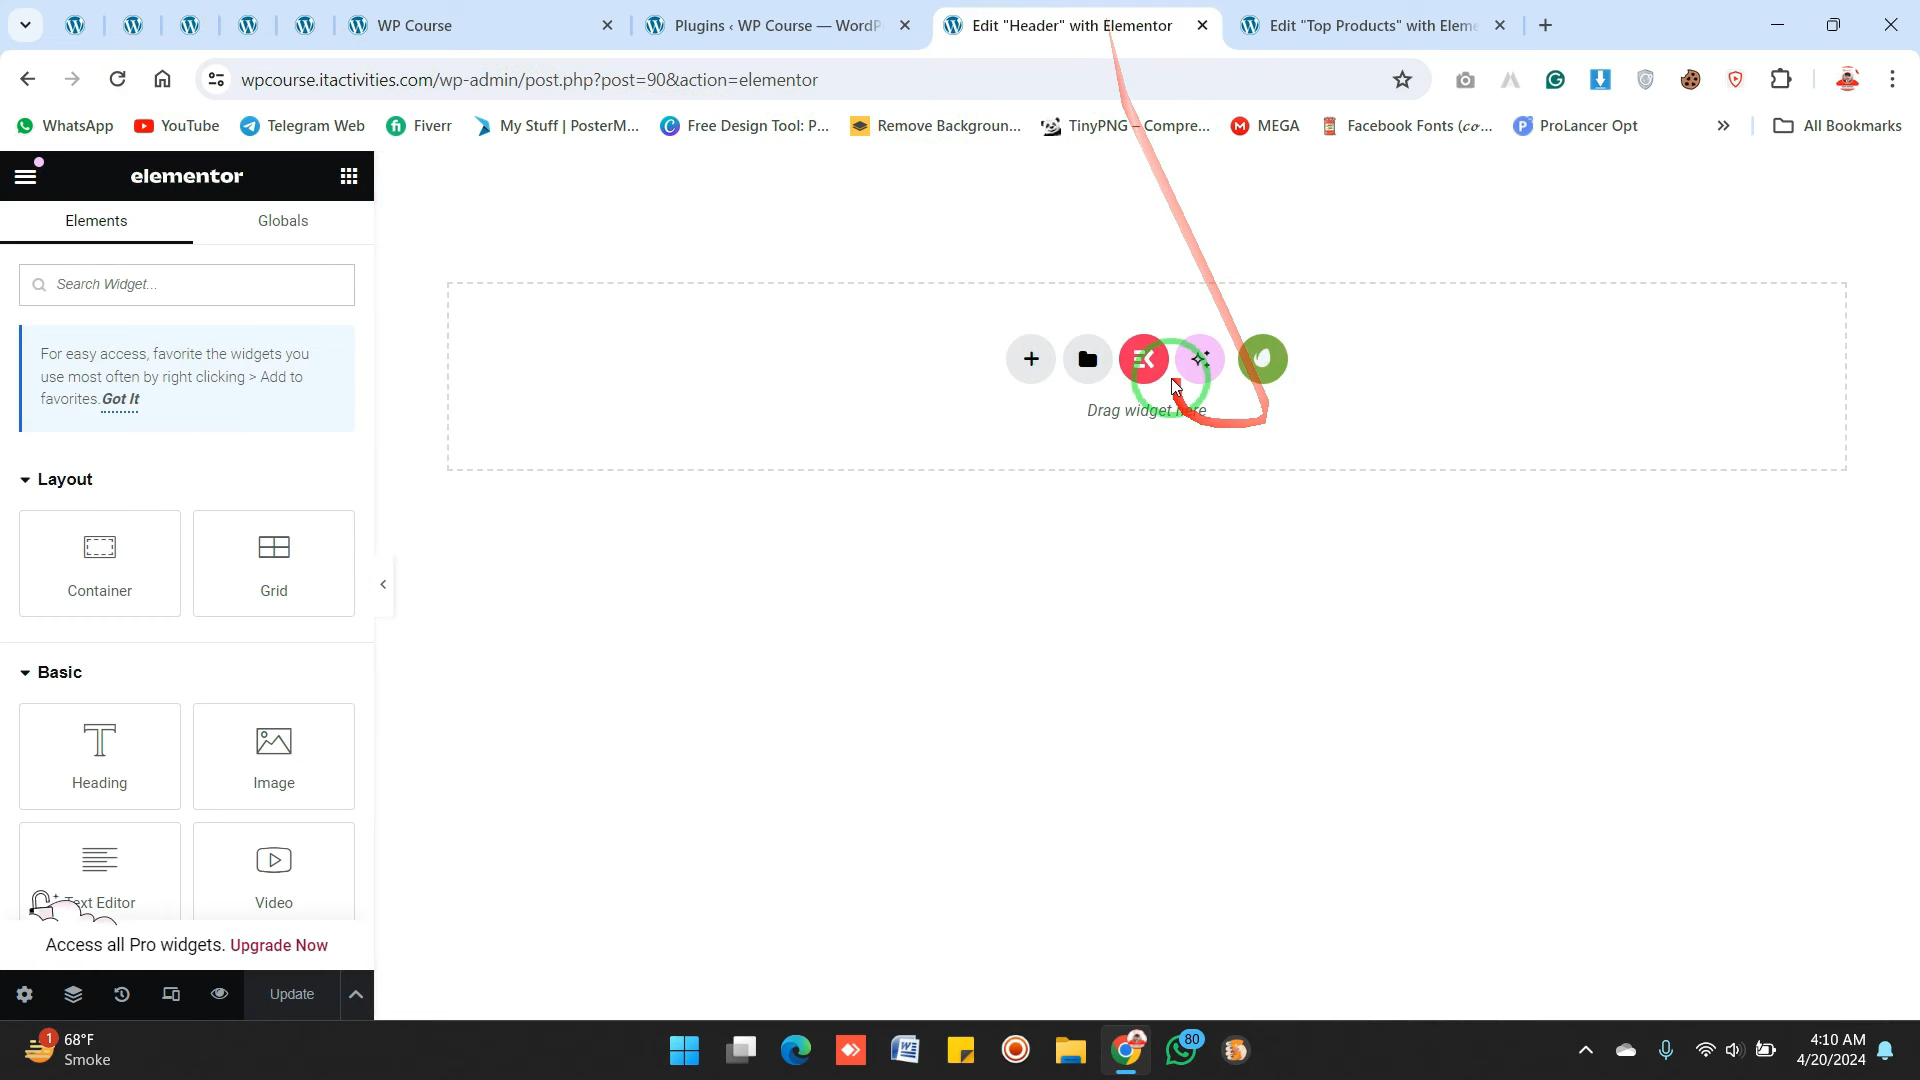 WP Course
Plugins ‹ WP Course — WordP
Edit "Header" with Elementor
Edit "Top Products" with Eleme
wpcourse.itactivities.com/wp-admin/post.php?post=90&action=elementor
WhatsApp
YouTube
Telegram Web
Fiverr
My Stuff | PosterM...
Free Design Tool: P...
Remove Backgroun...
TinyPNG – Compre...
MEGA
Facebook Fonts (𝒸ℴ...
ProLancer Opt
»
All Bookmarks
elementor
Elements
Globals
Search Widget...
For easy access, favorite the widgets you
use most often by right clicking > Add to
favorites. Got It
Drag widget here
Layout
Container
Grid
Basic
Heading
Image
Text Editor
Video
Access all Pro widgets. Upgrade Now
Update
1
68°F
Smoke
80
4:10 AM
4/20/2024